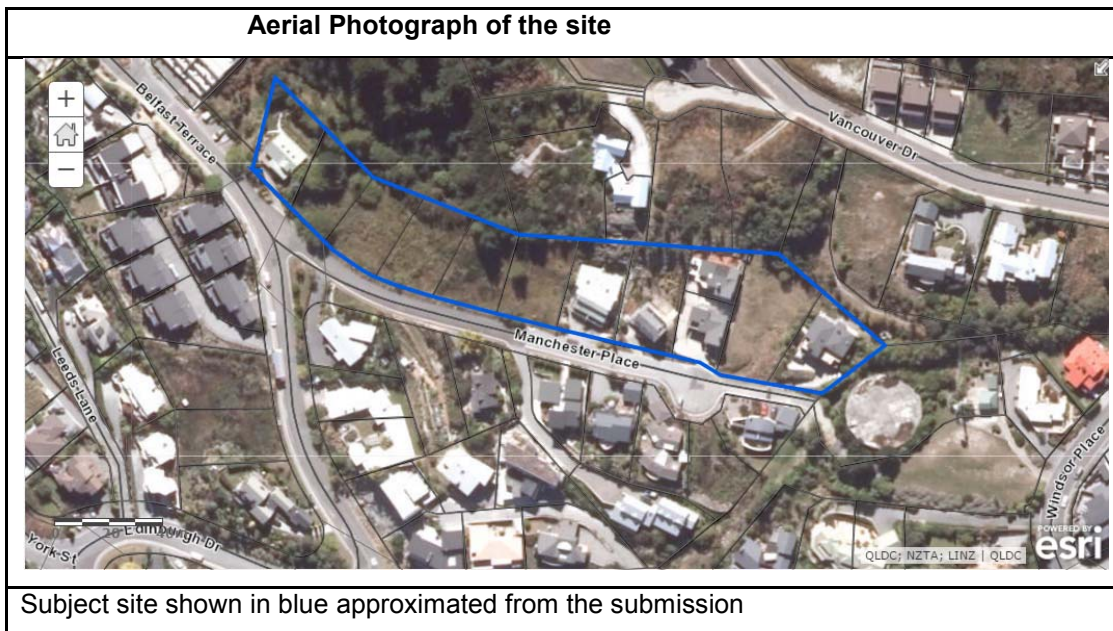 Aerial Photograph of the site
+
−
Belfast Terrace
Vancouver Dr
Manchester Place
Leeds Lane
Windsor Place
Edinburgh Dr
York St
POWERED BY
esri
QLDC; NZTA; LINZ | QLDC
Subject site shown in blue approximated from the submission